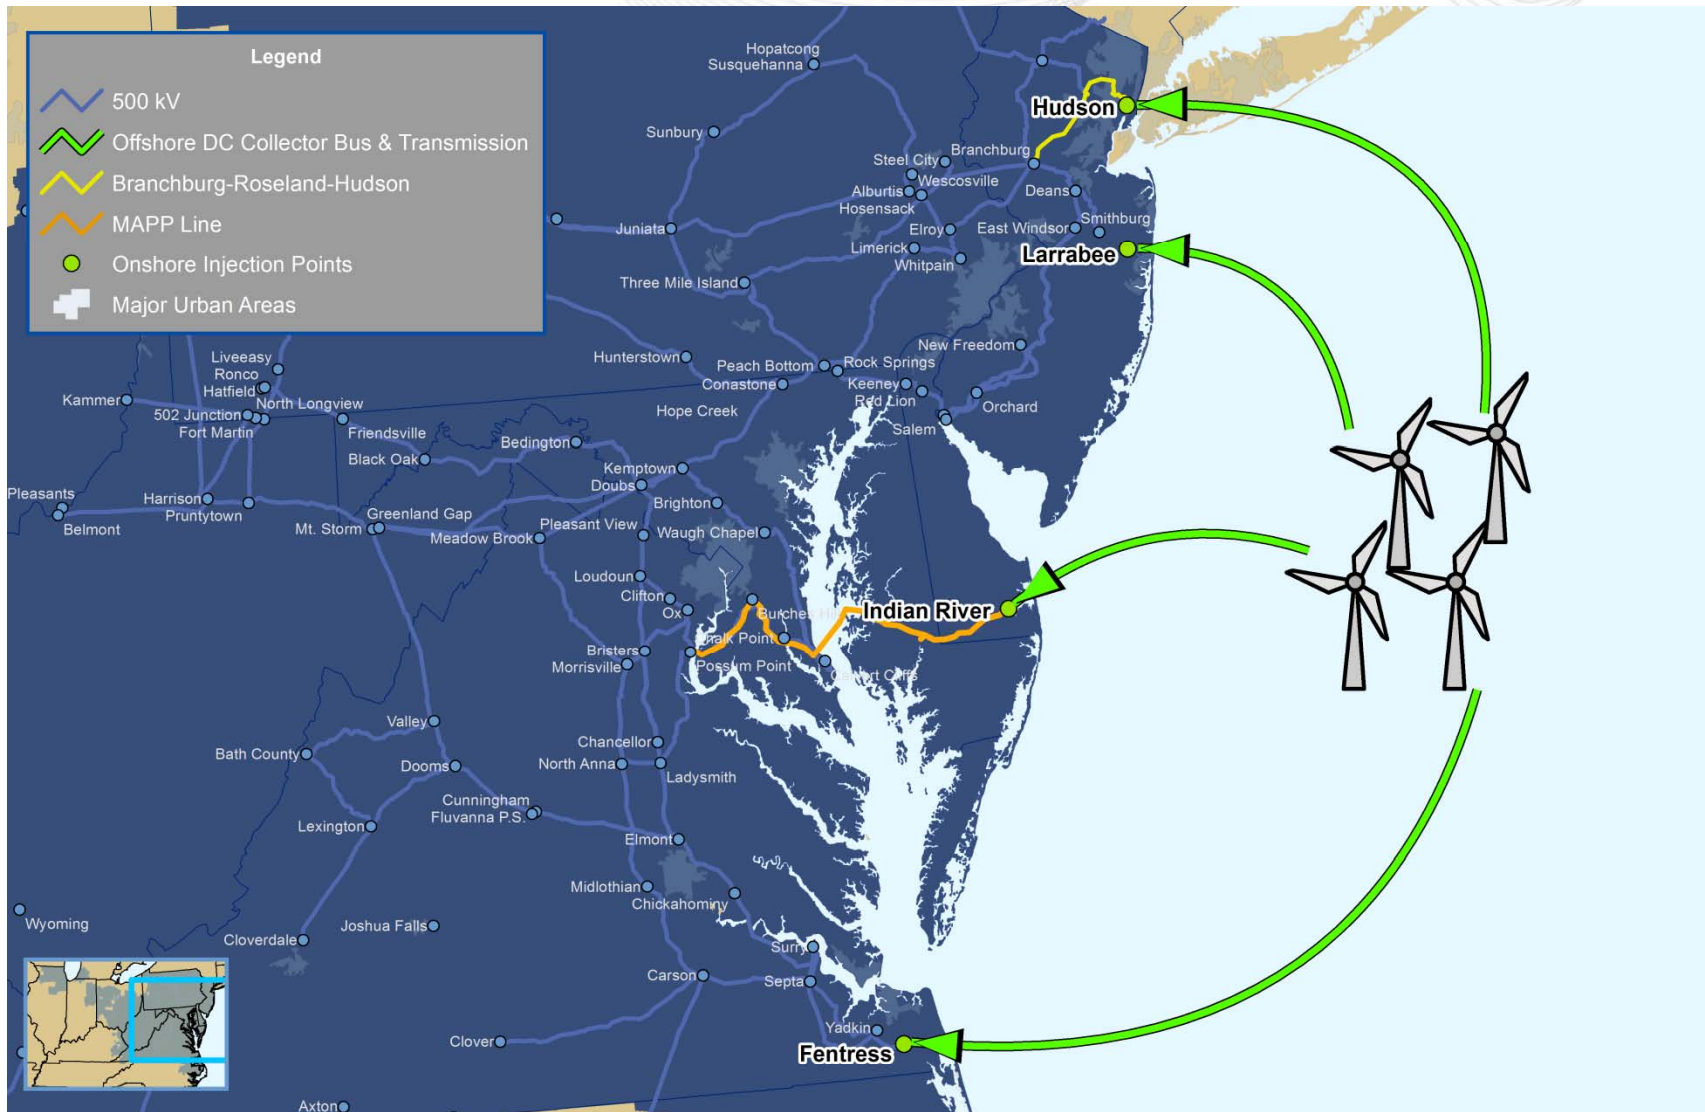 Legend
500 kV
Offshore DC Collector Bus & Transmission
Branchburg-Roseland-Hudson
MAPP Line
Onshore Injection Points
Major Urban Areas
Hopatcong
Susquehanna
Hudson
Sunbury
Branchburg
Steel City
Wescosville
Alburtis
Hosensack
Deans
Smithburg
Juniata
Elroy
East Windsor
Limerick
Whitpain
Larrabee
Three Mile Island
New Freedom
Hunterstown
Peach Bottom
Rock Springs
Conastone
Keeney
Red Lion
Hope Creek
Orchard
Salem
Liveeasy
Ronco
Hatfield
Kammer
North Longview
502 Junction
Fort Martin
Friendsville
Bedington
Black Oak
Kemptown
Doubs
Brighton
Pleasants
Harrison
Pruntytown
Belmont
Greenland Gap
Mt. Storm
Meadow Brook
Pleasant View
Waugh Chapel
Loudoun
Clifton
Ox
Burches Hill
Indian River
Chalk Point
Bristers
Morrisville
Possum Point
Calvert Cliffs
Valley
Chancellor
Bath County
Dooms
North Anna
Ladysmith
Cunningham
Fluvanna P.S.
Lexington
Elmont
Midlothian
Chickahominy
Wyoming
Joshua Falls
Cloverdale
Surry
Carson
Septa
Yadkin
Clover
Fentress
Axton